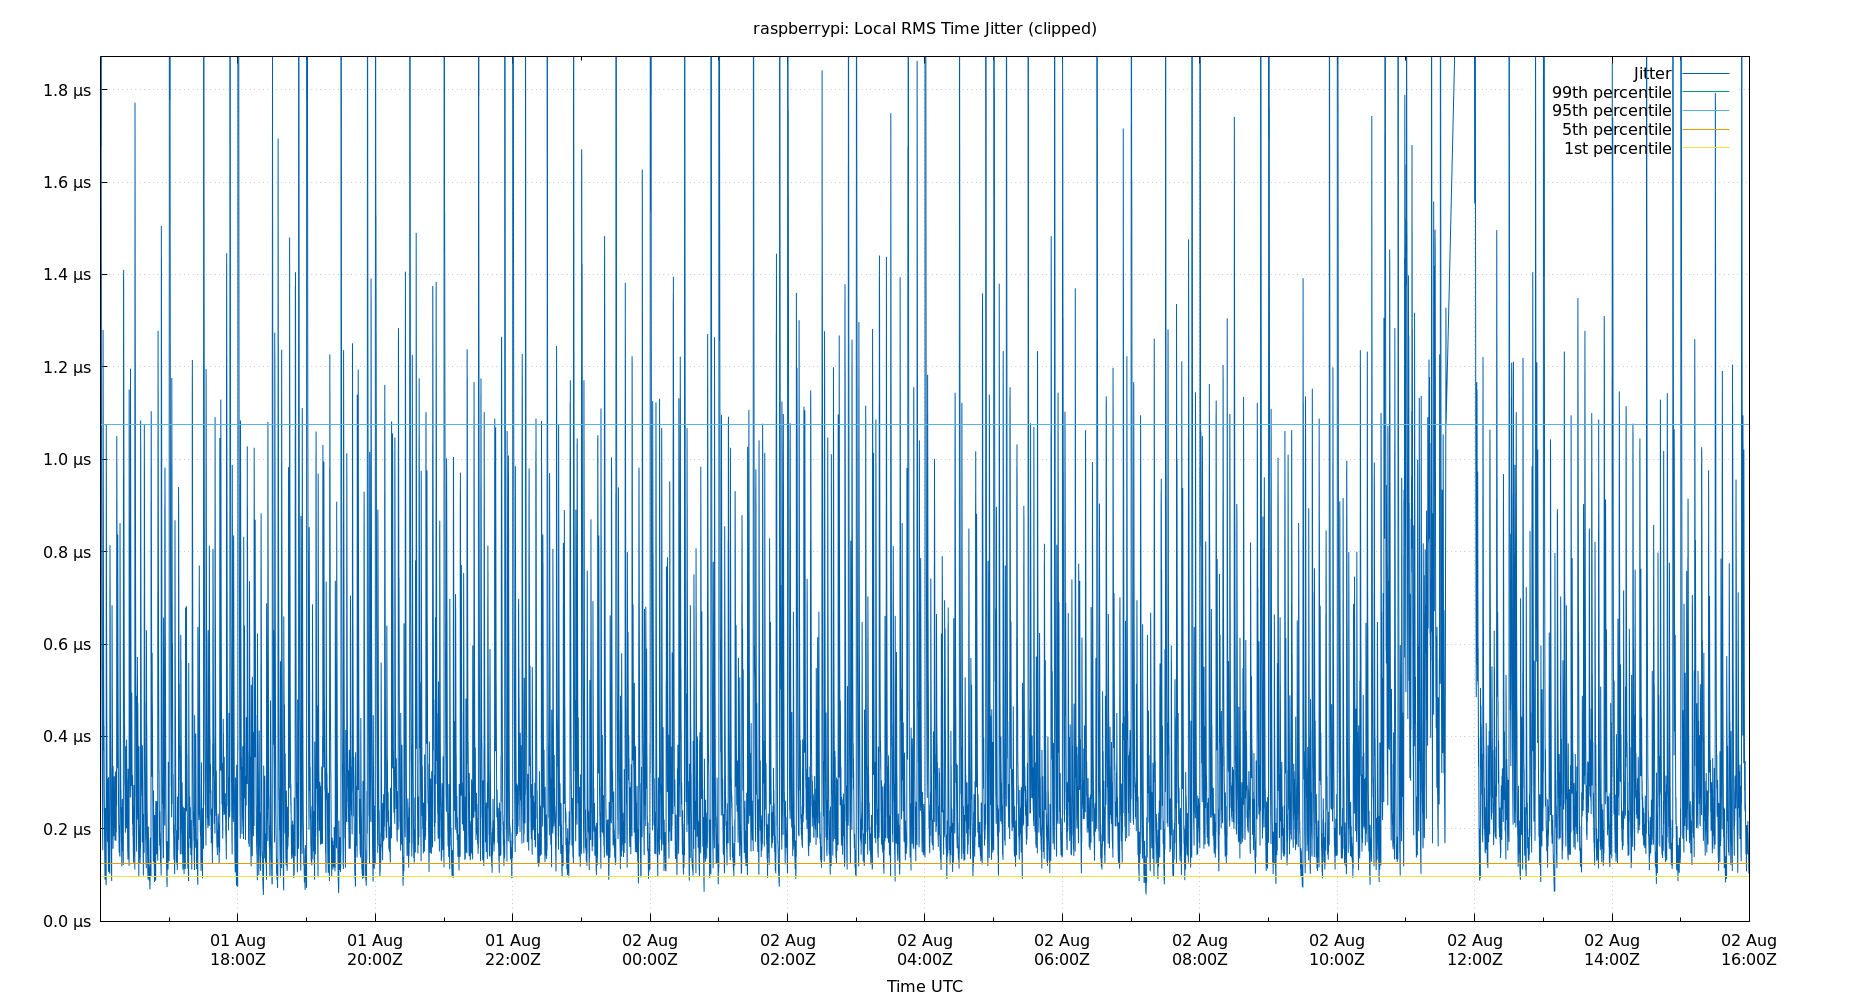 raspberrypi: Local RMS Time Jitter (clipped)
1.8 µs
1.6 µs
1.4 µs
1.2 µs
1.0 µs
0.8 µs
0.6 µs
0.4 µs
0.2 µs
0.0 µs
Jitter
99th percentile
95th percentile
5th percentile
1st percentile
01 Aug 01 Aug 01 Aug 02 Aug 02 Aug 02 Aug 02 Aug 02 Aug 02 Aug 02 Aug 02 Aug 02 Aug
18:00Z 20:00Z 22:00Z 00:00Z 02:00Z 04:00Z 06:00Z 08:00Z 10:00Z 12:00Z 14:00Z 16:00Z
Time UTC